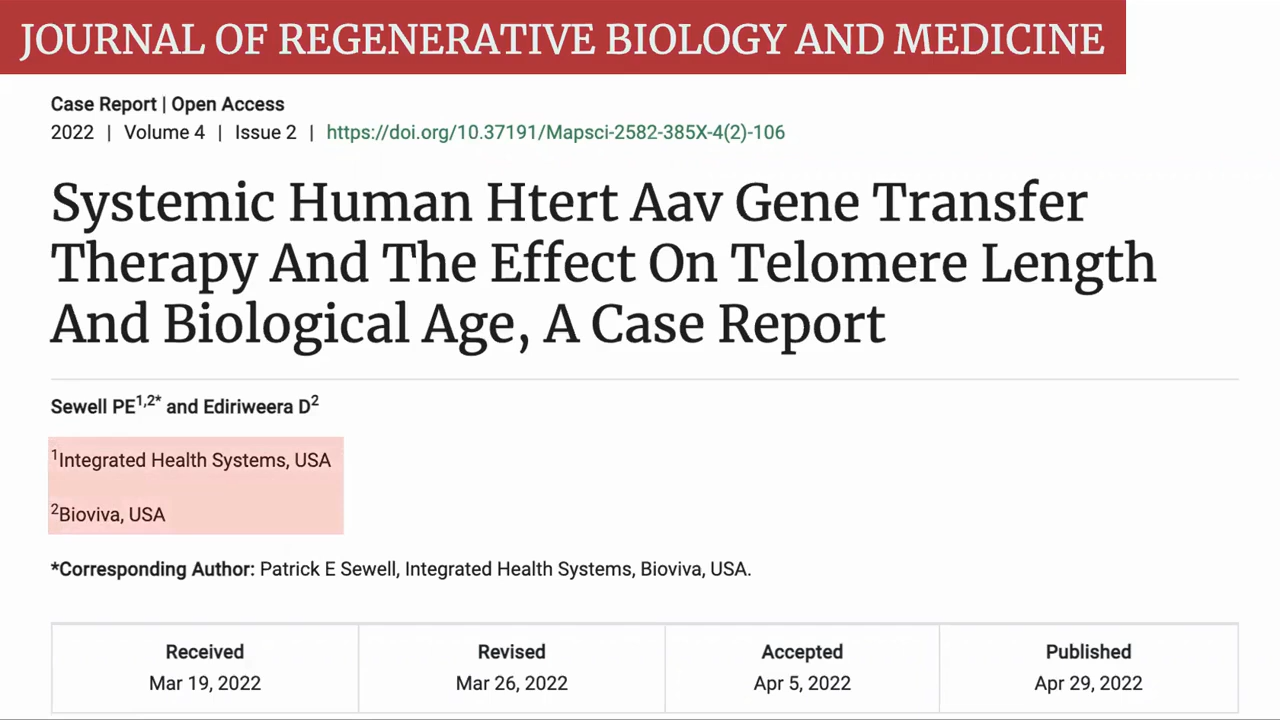 JOURNAL OF REGENERATIVE BIOLOGY AND MEDICINE
Case Report | Open Access
2022 | Volume 4 | Issue 2 | https://doi.org/10.37191/Mapsci-2582-385X-4(2)-106
Systemic Human Htert Aav Gene Transfer
Therapy And The Effect On Telomere Length
And Biological Age, A Case Report
Sewell PE1,2* and Ediriweera D2
1Integrated Health Systems, USA
2Bioviva, USA
*Corresponding Author: Patrick E Sewell, Integrated Health Systems, Bioviva, USA.
Received Revised Accepted Published
Mar 19, 2022 Mar 26, 2022 Apr 5, 2022 Apr 29, 2022